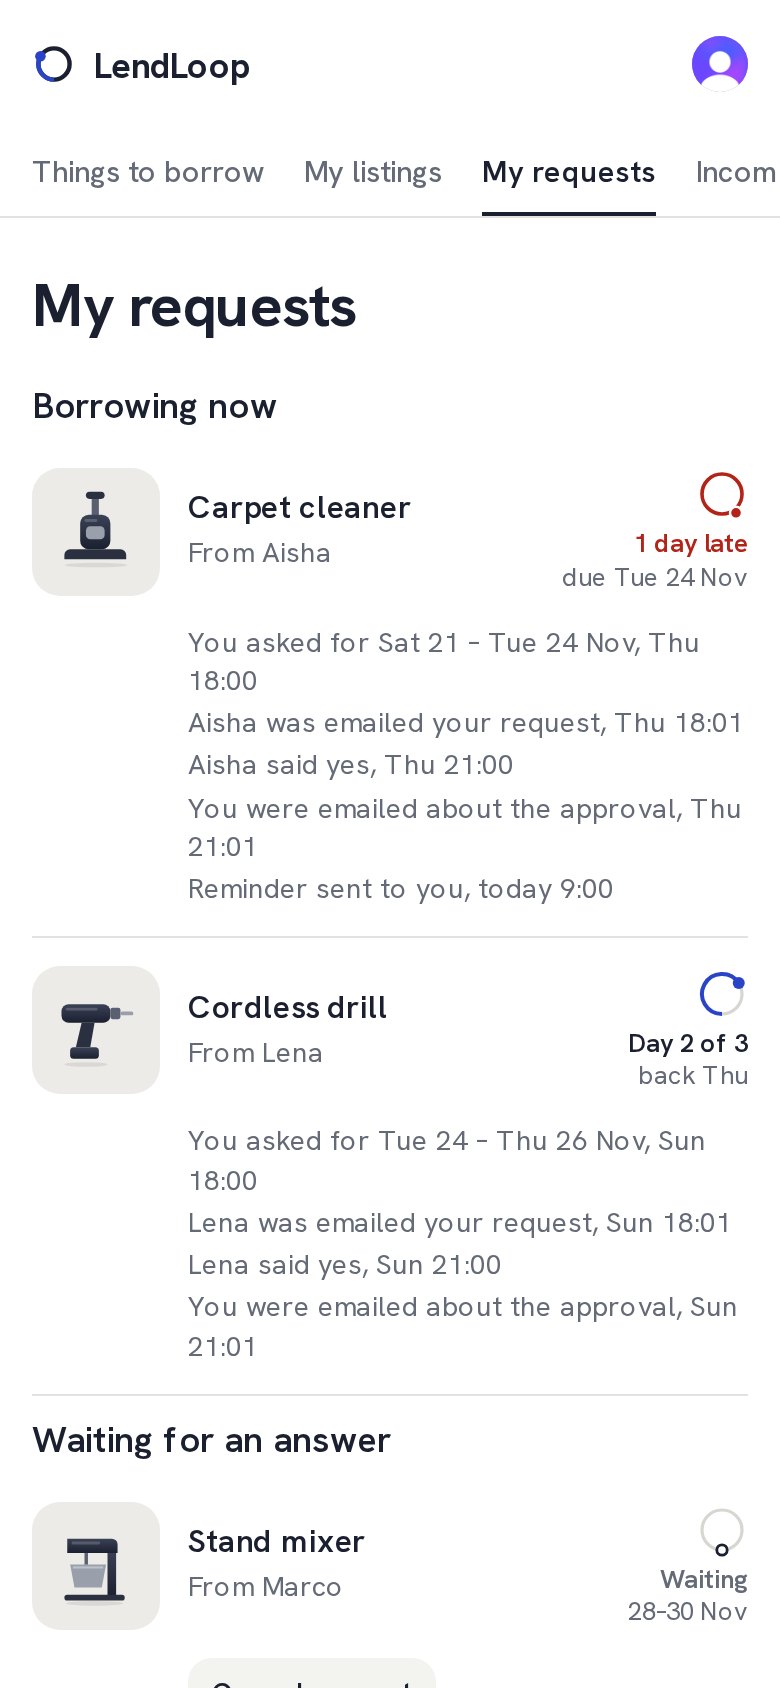 LendLoop
Things to borrow
My listings
My requests
Incom
My requests
Borrowing now
Carpet cleaner
From Aisha
1 day late
due Tue 24 Nov
You asked for Sat 21 – Tue 24 Nov, Thu
18:00
Aisha was emailed your request, Thu 18:01
Aisha said yes, Thu 21:00
You were emailed about the approval, Thu
21:01
Reminder sent to you, today 9:00
Cordless drill
From Lena
Day 2 of 3
back Thu
You asked for Tue 24 – Thu 26 Nov, Sun
18:00
Lena was emailed your request, Sun 18:01
Lena said yes, Sun 21:00
You were emailed about the approval, Sun
21:01
Waiting for an answer
Stand mixer
From Marco
Waiting
28–30 Nov